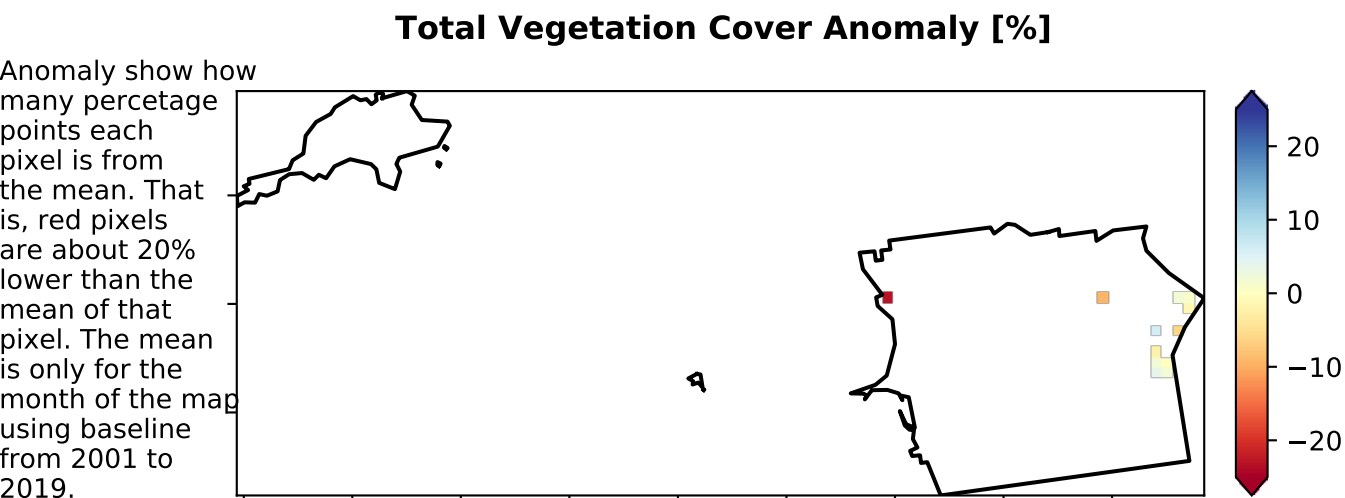 Total Vegetation Cover Anomaly [%]
Anomaly show how
many percetage
points each
pixel is from
the mean. That
is, red pixels
are about 20%
lower than the
mean of that
pixel. The mean
is only for the
month of the map
using baseline
from 2001 to
2019.
20
10
0
−10
−20